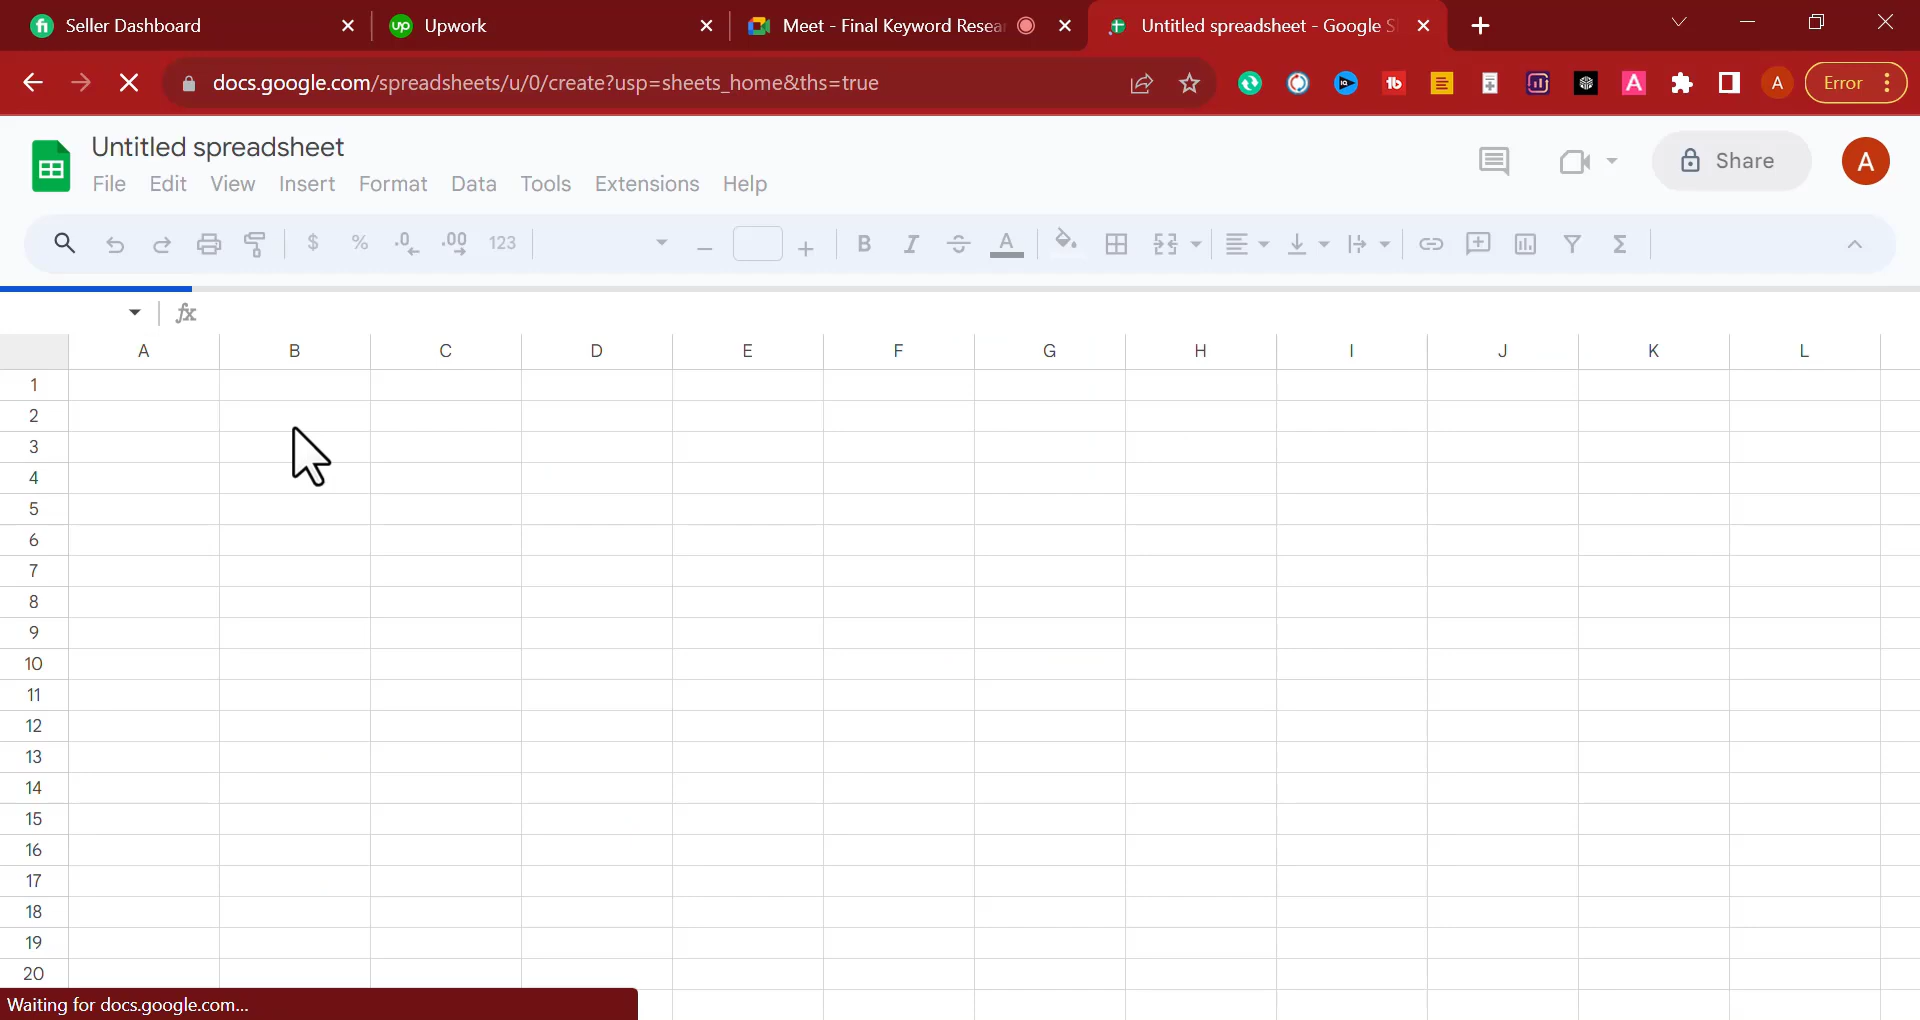 Seller Dashboard
Upwork
Meet - Final Keyword Resea
Untitled spreadsheet - Google S
docs.google.com/spreadsheets/u/0/create?usp=sheets_home&ths=true
Error
Untitled spreadsheet
File Edit View Insert Format Data Tools Extensions Help
Share
A
$ % .0 .00 123
B I A Σ
fx
A B C D E F G H I J K L
1
2
3
4
5
6
7
8
9
10
11
12
13
14
15
16
17
18
19
20
Waiting for docs.google.com...